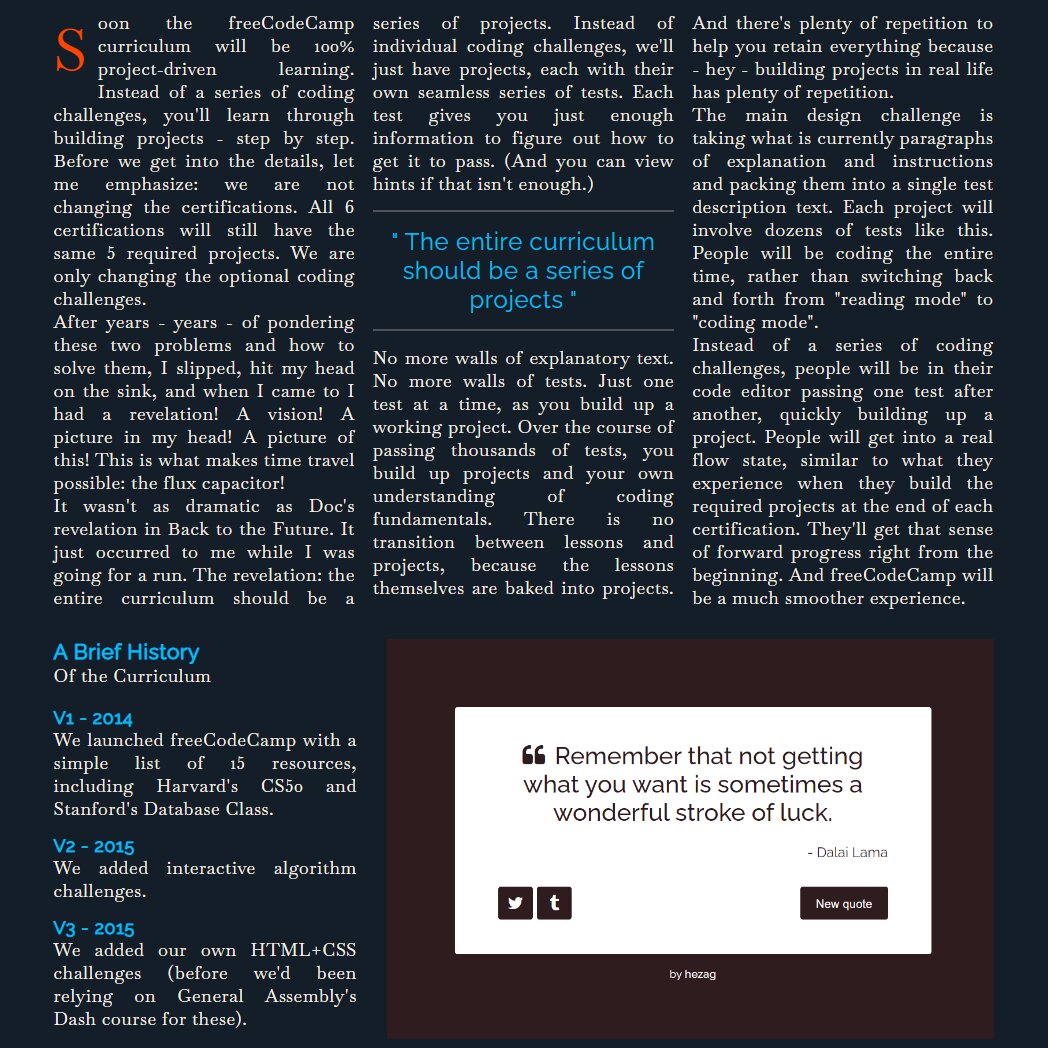 Soon the freeCodeCamp
curriculum will be 100%
project-driven learning.
Instead of a series of coding
challenges, you'll learn through
building projects - step by step.
Before we get into the details, let
me emphasize: we are not
changing the certifications. All 6
certifications will still have the
same 5 required projects. We are
only changing the optional coding
challenges.
After years - years - of pondering
these two problems and how to
solve them, I slipped, hit my head
on the sink, and when I came to I
had a revelation! A vision! A
picture in my head! A picture of
this! This is what makes time travel
possible: the flux capacitor!
It wasn't as dramatic as Doc's
revelation in Back to the Future. It
just occurred to me while I was
going for a run. The revelation: the
entire curriculum should be a
series of projects. Instead of
individual coding challenges, we'll
just have projects, each with their
own seamless series of tests. Each
test gives you just enough
information to figure out how to
get it to pass. (And you can view
hints if that isn't enough.)
" The entire curriculum
should be a series of
projects "
No more walls of explanatory text.
No more walls of tests. Just one
test at a time, as you build up a
working project. Over the course of
passing thousands of tests, you
build up projects and your own
understanding of coding
fundamentals. There is no
transition between lessons and
projects, because the lessons
themselves are baked into projects.
And there's plenty of repetition to
help you retain everything because
- hey - building projects in real life
has plenty of repetition.
The main design challenge is
taking what is currently paragraphs
of explanation and instructions
and packing them into a single test
description text. Each project will
involve dozens of tests like this.
People will be coding the entire
time, rather than switching back
and forth from "reading mode" to
"coding mode".
Instead of a series of coding
challenges, people will be in their
code editor passing one test after
another, quickly building up a
project. People will get into a real
flow state, similar to what they
experience when they build the
required projects at the end of each
certification. They'll get that sense
of forward progress right from the
beginning. And freeCodeCamp will
be a much smoother experience.
A Brief History
Of the Curriculum
V1 - 2014
We launched freeCodeCamp with a
simple list of 15 resources,
including Harvard's CS50 and
Stanford's Database Class.
V2 - 2015
We added interactive algorithm
challenges.
V3 - 2015
We added our own HTML+CSS
challenges (before we'd been
relying on General Assembly's
Dash course for these).
“ Remember that not getting
what you want is sometimes a
wonderful stroke of luck.
- Dalai Lama
New quote
by hezag